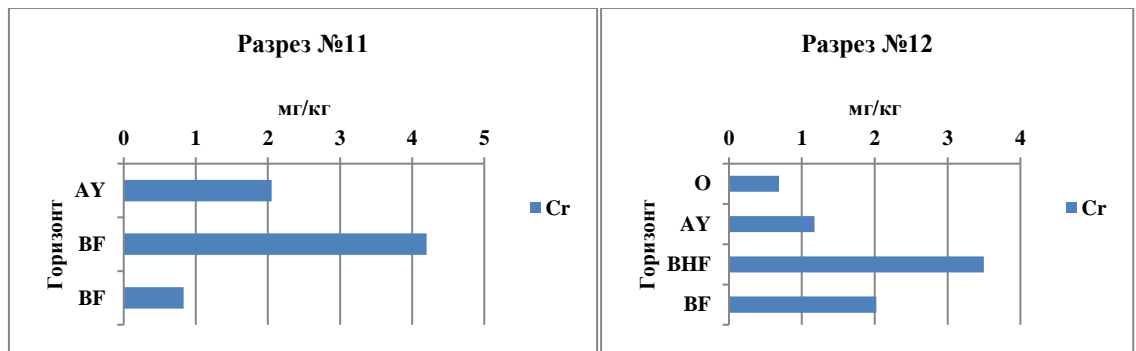 Разрез №11
мг/кг
0 1 2 3 4 5
AY
BF
BF
Горизонт
Cr
Разрез №12
мг/кг
0 1 2 3 4
O
AY
BHF
BF
Горизонт
Cr